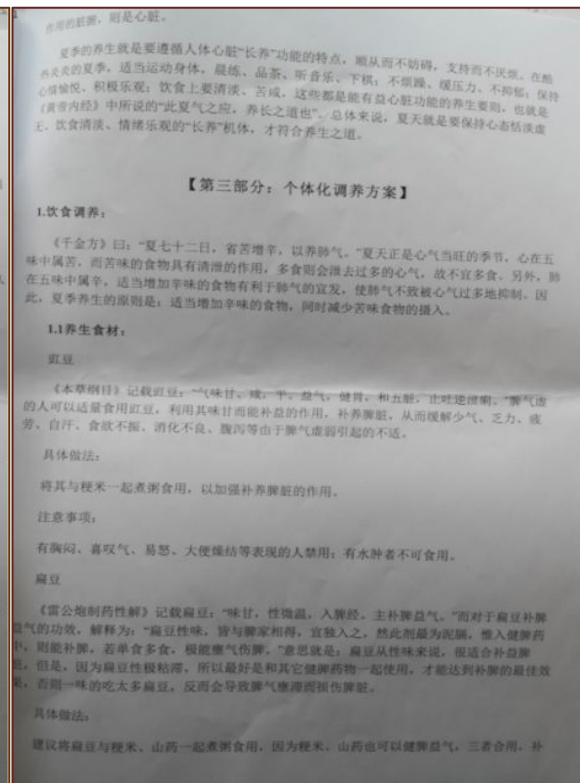 作用的脏腑，则是心脏。
夏季的养生就是要遵循人体心脏“长养”功能的特点，顺从而不妨碍，支持而不厌烦。在酷
热炎炎的夏季，适当运动身体，晨练、品茶、听音乐、下棋；不烦躁、缓压力、不抑郁；保持
心情愉悦、积极乐观；饮食上要清淡、苦咸，这些都是能有益心脏功能的养生要则，也就是
《黄帝内经》中所说的“此夏气之应，养长之道也”。总体来说，夏天就是要保持心态恬淡虚
无、饮食清淡、情绪乐观的“长养”机体，才符合养生之道。
【第三部分：个体化调养方案】
1.饮食调养：
《千金方》曰：“夏七十二日，省苦增辛，以养肺气。”夏天正是心气当旺的季节，心在五
味中属苦，而苦味的食物具有清泄的作用，多食则会泄去过多的心气，故不宜多食。另外，肺
在五味中属辛，适当增加辛味的食物有利于肺气的宣发，使肺气不致被心气过多地抑制。因
此，夏季养生的原则是：适当增加辛味的食物，同时减少苦味食物的摄入。
1.1养生食材：
豇豆
《本草纲目》记载豇豆：“气味甘、咸，平。益气，健胃，和五脏，止吐逆泄痢。”脾气虚
的人可以适量食用豇豆，利用其味甘而能补益的作用，补养脾脏，从而缓解少气、乏力、疲
劳、自汗、食欲不振、消化不良、腹泻等由于脾气虚弱引起的不适。
具体做法：
将其与粳米一起煮粥食用，以加强补养脾脏的作用。
注意事项：
有胸闷、喜叹气、易怒、大便燥结等表现的人禁用；有水肿者不可食用。
扁豆
《雷公炮制药性解》记载扁豆：“味甘，性微温，入脾经。主补脾益气。”而对于扁豆补脾
益气的功效，解释为：“扁豆性味，皆与脾家相得，宜独入之，然此剂最为泥膈，惟入健脾药
中，则能补脾，若单食多食，极能壅气伤脾。”意思就是：扁豆从性味来说，很适合补益脾
脏，但是，因为扁豆性极粘滞，所以最好是和其它健脾药物一起使用，才能达到补脾的最佳效
果，否则一味的吃太多扁豆，反而会导致脾气壅滞而损伤脾脏。
具体做法：
建议将扁豆与粳米、山药一起煮粥食用，因为粳米、山药也可以健脾益气，三者合用，补